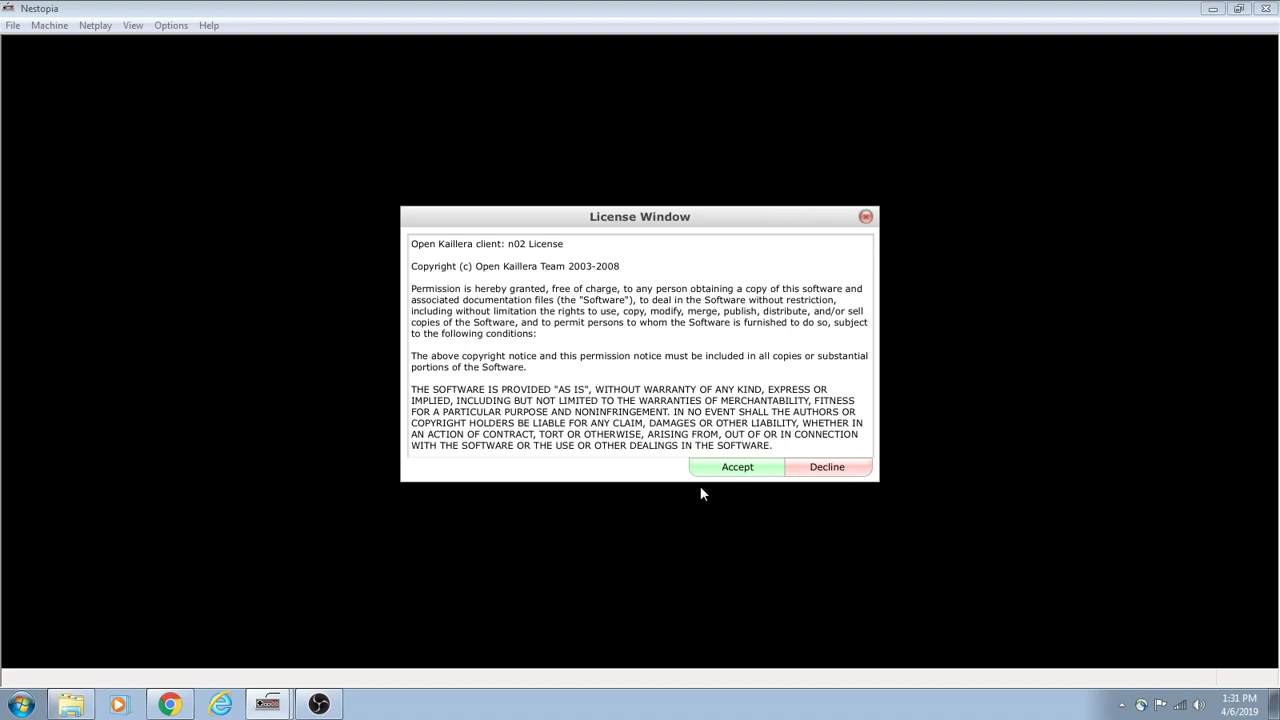 Nestopia
File Machine Netplay View Options Help
License Window
Open Kaillera client: n02 License
Copyright (c) Open Kaillera Team 2003-2008
Permission is hereby granted, free of charge, to any person obtaining a copy of this software and
associated documentation files (the "Software"), to deal in the Software without restriction,
including without limitation the rights to use, copy, modify, merge, publish, distribute, and/or sell
copies of the Software, and to permit persons to whom the Software is furnished to do so, subject
to the following conditions:
The above copyright notice and this permission notice must be included in all copies or substantial
portions of the Software.
THE SOFTWARE IS PROVIDED "AS IS", WITHOUT WARRANTY OF ANY KIND, EXPRESS OR
IMPLIED, INCLUDING BUT NOT LIMITED TO THE WARRANTIES OF MERCHANTABILITY, FITNESS
FOR A PARTICULAR PURPOSE AND NONINFRINGEMENT. IN NO EVENT SHALL THE AUTHORS OR
COPYRIGHT HOLDERS BE LIABLE FOR ANY CLAIM, DAMAGES OR OTHER LIABILITY, WHETHER IN
AN ACTION OF CONTRACT, TORT OR OTHERWISE, ARISING FROM, OUT OF OR IN CONNECTION
WITH THE SOFTWARE OR THE USE OR OTHER DEALINGS IN THE SOFTWARE.
Accept Decline
1:31 PM
4/6/2019